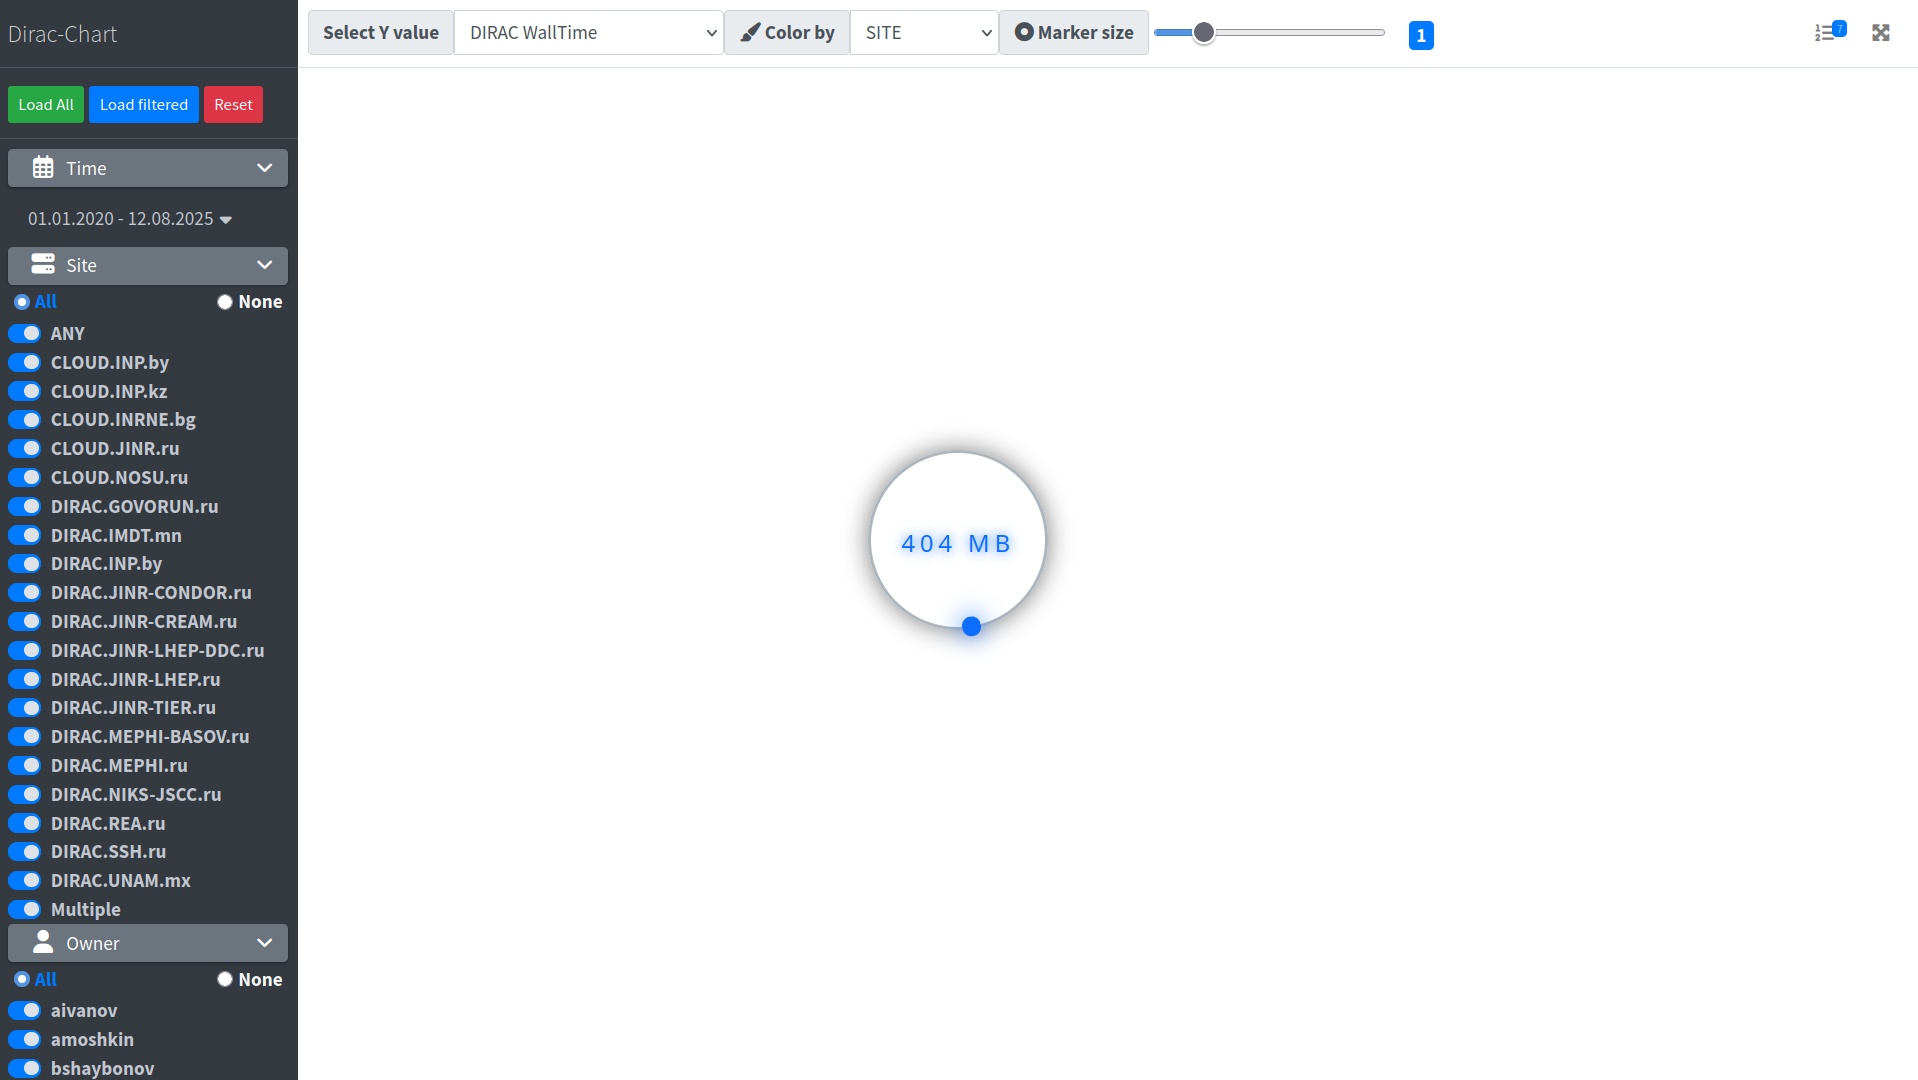 Dirac-Chart
Select Y value DIRAC WallTime Color by SITE Marker size 1 7
Load All Load filtered Reset
Time
01.01.2020 - 12.08.2025
Site
All None
ANY
CLOUD.INP.by
CLOUD.INP.kz
CLOUD.INRNE.bg
CLOUD.JINR.ru
CLOUD.NOSU.ru
DIRAC.GOVORUN.ru
DIRAC.IMDT.mn
DIRAC.INP.by
DIRAC.JINR-CONDOR.ru
DIRAC.JINR-CREAM.ru
DIRAC.JINR-LHEP-DDC.ru
DIRAC.JINR-LHEP.ru
DIRAC.JINR-TIER.ru
DIRAC.MEPHI-BASOV.ru
DIRAC.MEPHI.ru
DIRAC.NIKS-JSCC.ru
DIRAC.REA.ru
DIRAC.SSH.ru
DIRAC.UNAM.mx
Multiple
Owner
All None
aivanov
amoshkin
bshaybonov
404 MB